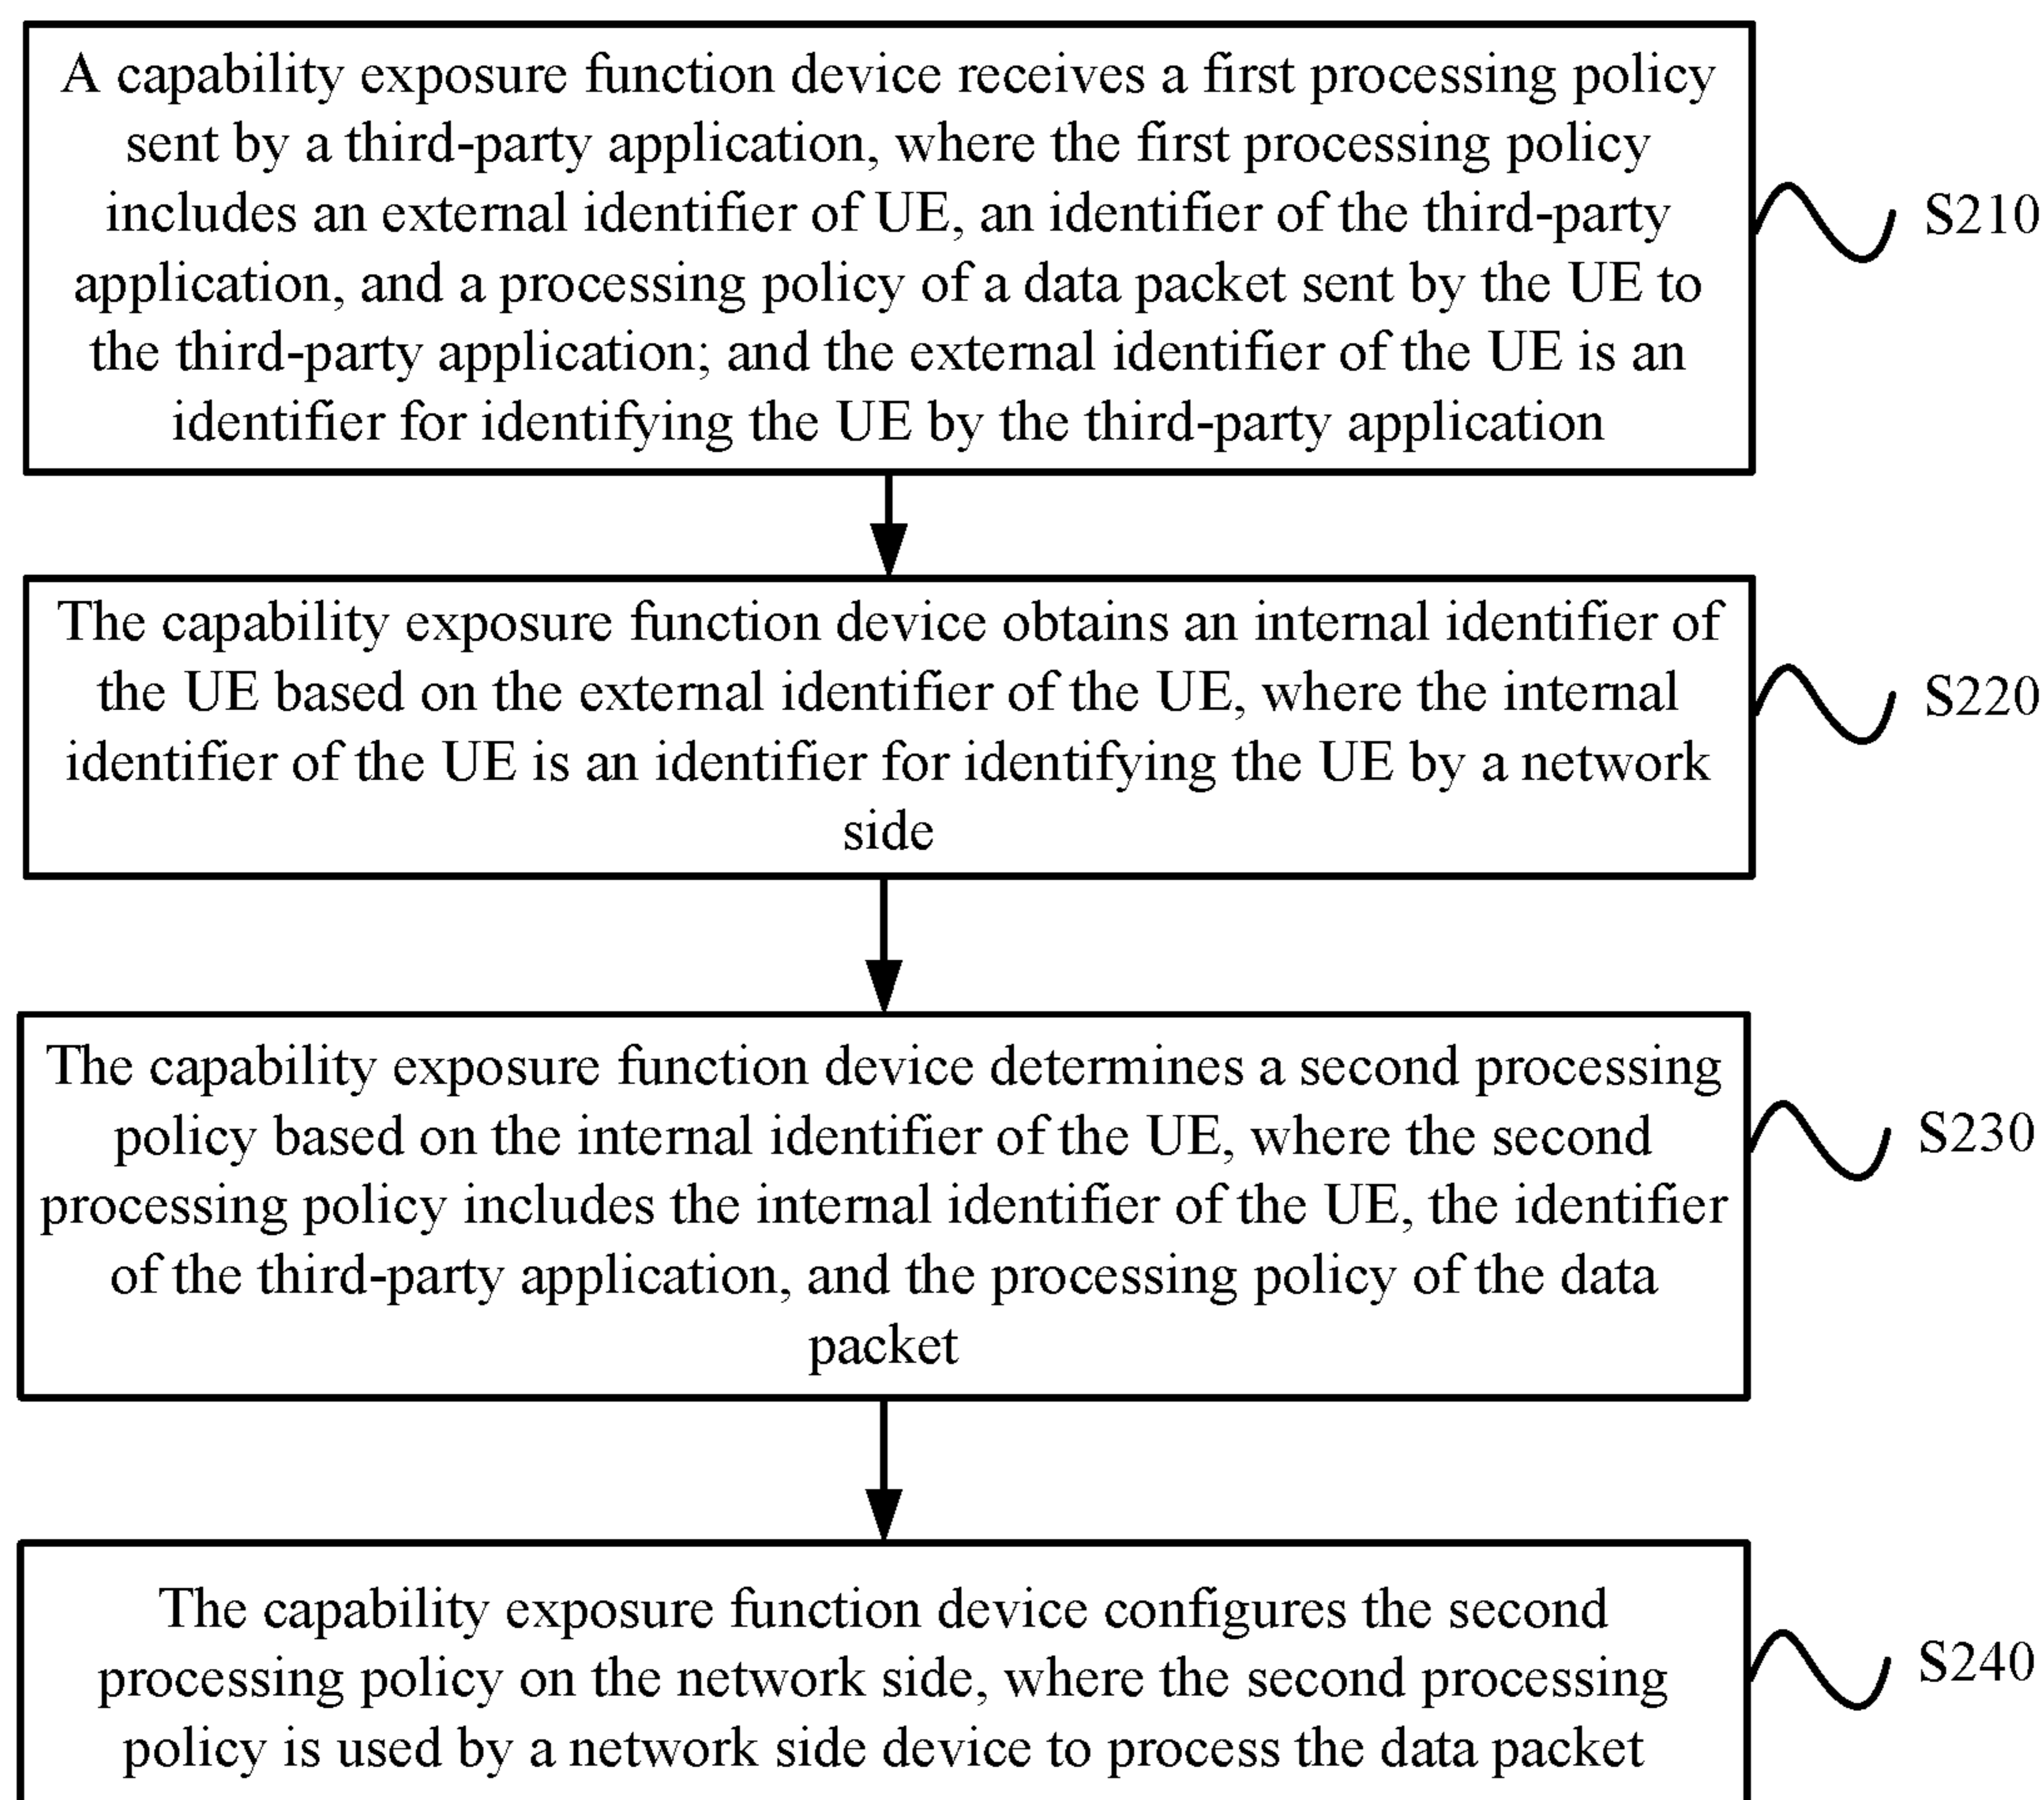 A capability exposure function device receives a first processing policy
sent by a third-party application, where the first processing policy
includes an external identifier of UE, an identifier of the third-party
application, and a processing policy of a data packet sent by the UE to
the third-party application; and the external identifier of the UE is an
identifier for identifying the UE by the third-party application
S210
The capability exposure function device obtains an internal identifier of
the UE based on the external identifier of the UE, where the internal
identifier of the UE is an identifier for identifying the UE by a network
side
S220
The capability exposure function device determines a second processing
policy based on the internal identifier of the UE, where the second
processing policy includes the internal identifier of the UE, the identifier
of the third-party application, and the processing policy of the data
packet
S230
The capability exposure function device configures the second
processing policy on the network side, where the second processing
policy is used by a network side device to process the data packet
S240